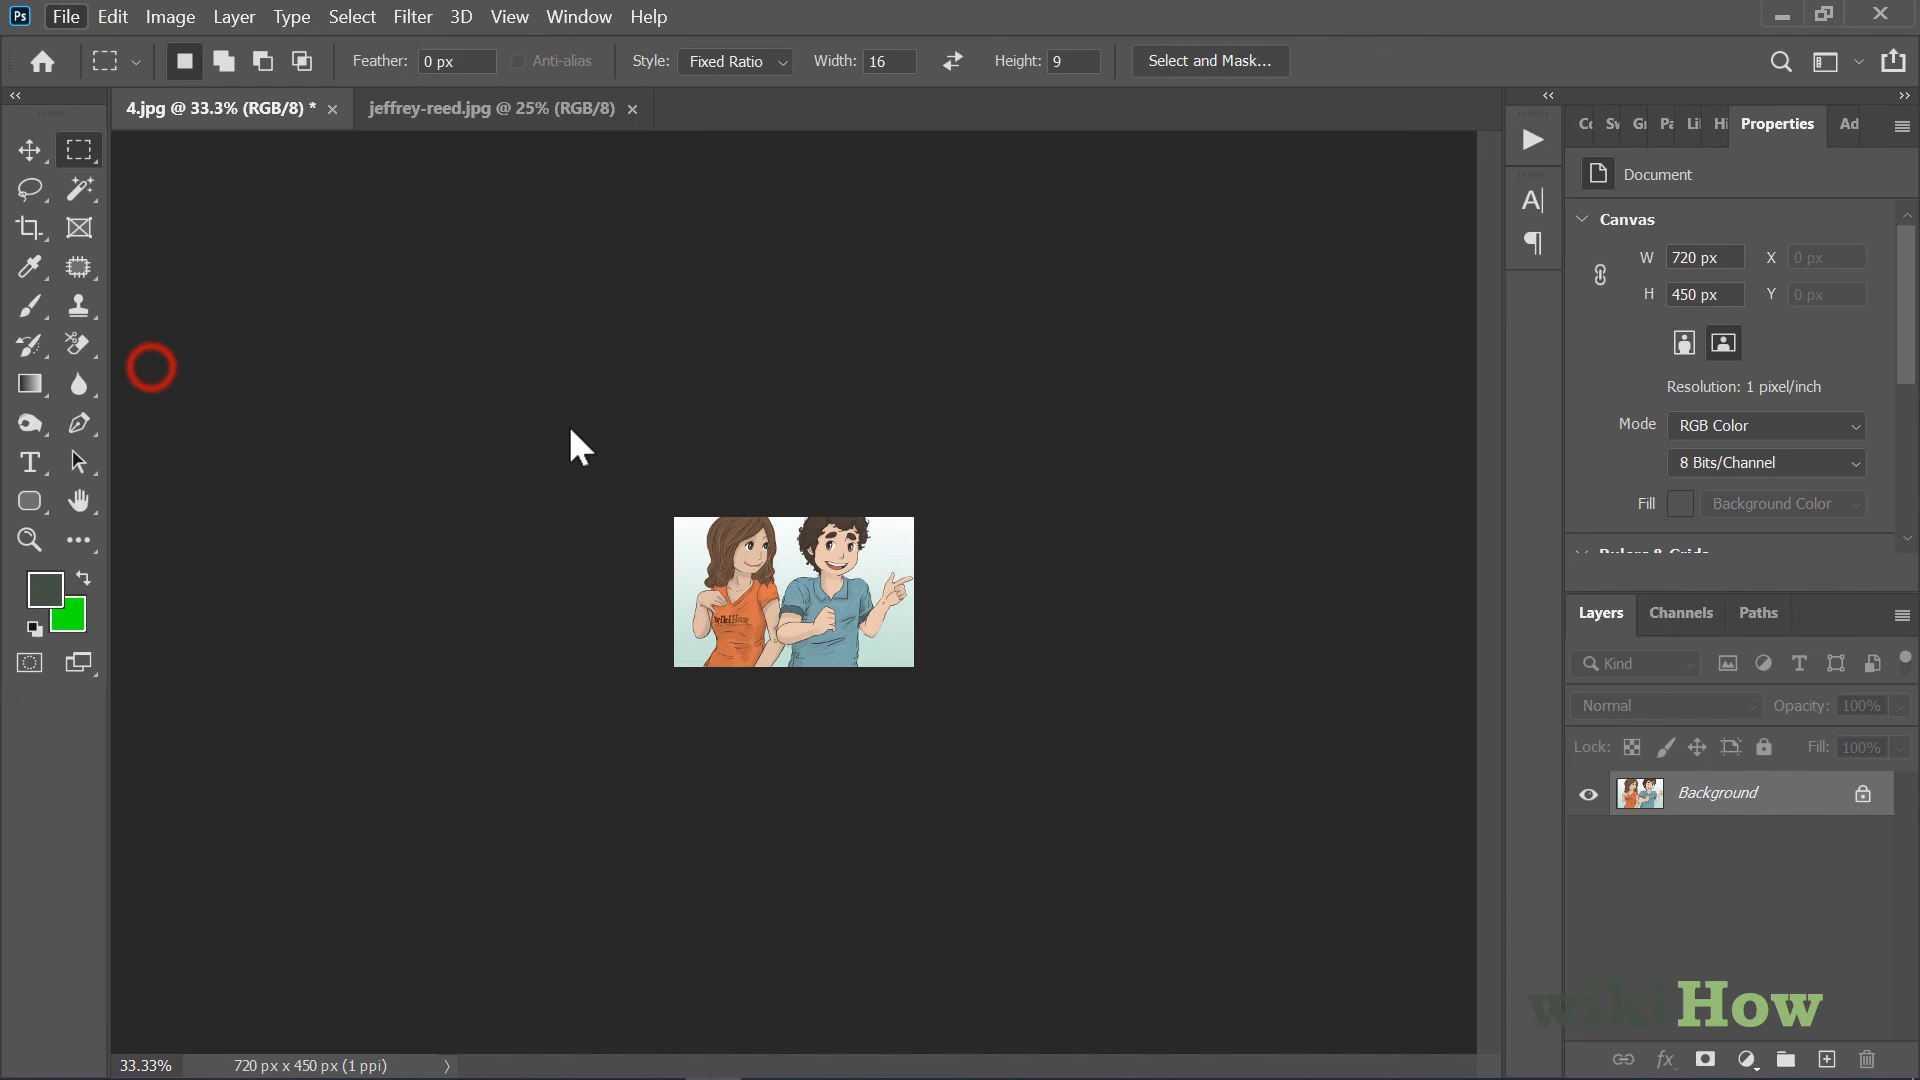 Ps File Edit Image Layer Type Select Filter 3D View Window Help
Feather: 0 px Anti-alias Style: Fixed Ratio Width: 16 Height: 9 Select and Mask...
4.jpg @ 33.3% (RGB/8) * × jeffrey-reed.jpg @ 25% (RGB/8) ×
Properties Ad
Document
Canvas
W 720 px X 0 px
H 450 px Y 0 px
Resolution: 1 pixel/inch
Mode RGB Color
8 Bits/Channel
Fill Background Color
Rulers & Grids
wikiHow
Layers Channels Paths
Kind
Normal Opacity: 100%
Lock: Fill: 100%
Background
wikiHow
33.33% 720 px x 450 px (1 ppi)